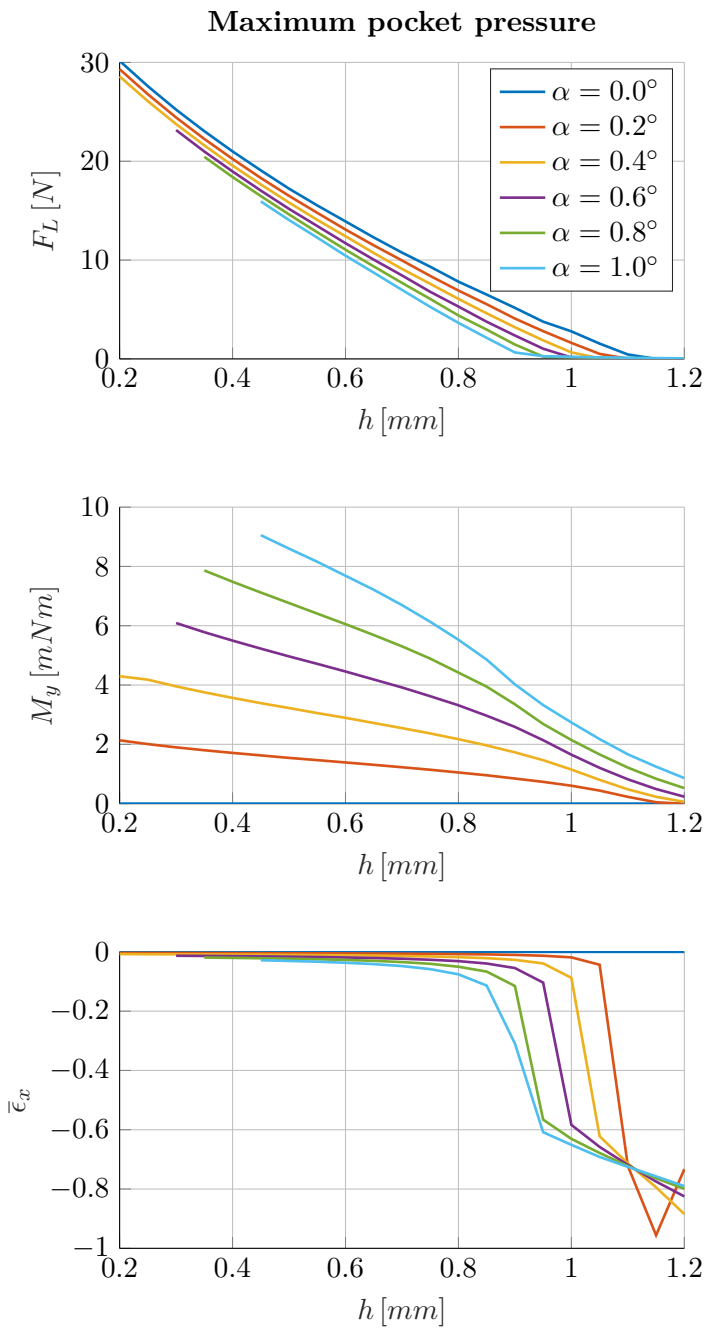 Maximum pocket pressure
30
20
10
0
F_L [N]
α = 0.0°
α = 0.2°
α = 0.4°
α = 0.6°
α = 0.8°
α = 1.0°
0.2 0.4 0.6 0.8 1 1.2
h [mm]
10
8
6
4
2
0
M_y [mNm]
0.2 0.4 0.6 0.8 1 1.2
h [mm]
0
−0.2
−0.4
−0.6
−0.8
−1
ϵ̄_x
0.2 0.4 0.6 0.8 1 1.2
h [mm]